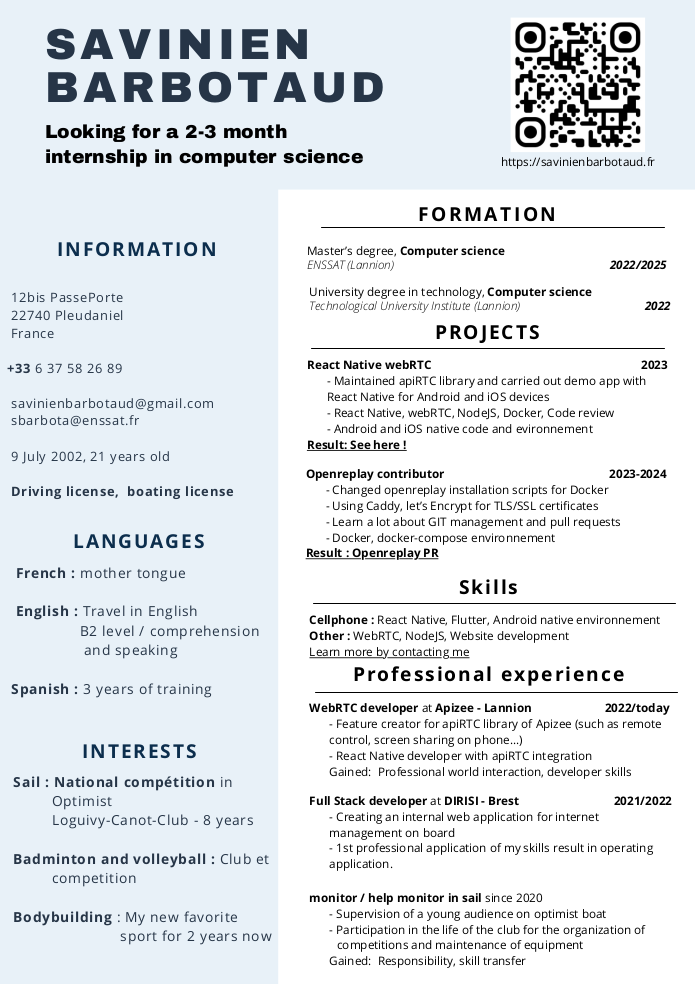 SAVINIEN
BARBOTAUD
Looking for a 2-3 month
internship in computer science
https://savinienbarbotaud.fr
INFORMATION
12bis PassePorte
22740 Pleudaniel
France
+33 6 37 58 26 89
savinienbarbotaud@gmail.com
sbarbota@enssat.fr
9 July 2002, 21 years old
Driving license, boating license
LANGUAGES
French : mother tongue
English : Travel in English
B2 level / comprehension
and speaking
Spanish : 3 years of training
INTERESTS
Sail : National compétition in
Optimist
Loguivy-Canot-Club - 8 years
Badminton and volleyball : Club et
competition
Bodybuilding : My new favorite
sport for 2 years now
FORMATION
Master's degree, Computer science
ENSSAT (Lannion) 2022/2025
University degree in technology, Computer science
Technological University Institute (Lannion) 2022
PROJECTS
React Native webRTC 2023
- Maintained apiRTC library and carried out demo app with
React Native for Android and iOS devices
- React Native, webRTC, NodeJS, Docker, Code review
- Android and iOS native code and evironnement
Result: See here !
Openreplay contributor 2023-2024
- Changed openreplay installation scripts for Docker
- Using Caddy, let's Encrypt for TLS/SSL certificates
- Learn a lot about GIT management and pull requests
- Docker, docker-compose environnement
Result : Openreplay PR
Skills
Cellphone : React Native, Flutter, Android native environnement
Other : WebRTC, NodeJS, Website development
Learn more by contacting me
Professional experience
WebRTC developer at Apizee - Lannion 2022/today
- Feature creator for apiRTC library of Apizee (such as remote
control, screen sharing on phone...)
- React Native developer with apiRTC integration
Gained: Professional world interaction, developer skills
Full Stack developer at DIRISI - Brest 2021/2022
- Creating an internal web application for internet
management on board
- 1st professional application of my skills result in operating
application.
monitor / help monitor in sail since 2020
- Supervision of a young audience on optimist boat
- Participation in the life of the club for the organization of
competitions and maintenance of equipment
Gained: Responsibility, skill transfer